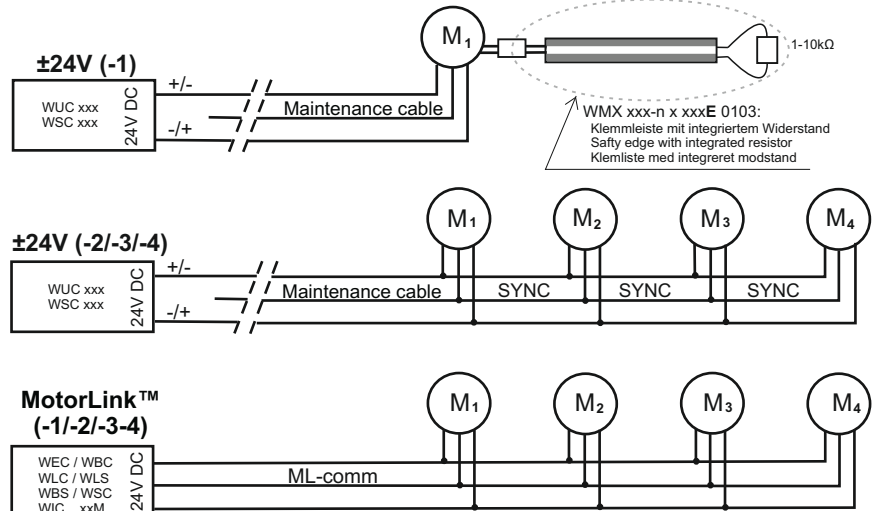 ±24V (-1)
WUC xxx
WSC xxx
24V DC
+/-
-/+
Maintenance cable
M1
1-10kΩ
WMX xxx-n x xxxE 0103:
Klemmleiste mit integriertem Widerstand
Safty edge with integrated resistor
Klemliste med integreret modstand
±24V (-2/-3/-4)
WUC xxx
WSC xxx
24V DC
+/-
-/+
Maintenance cable
SYNC
SYNC
SYNC
M1
M2
M3
M4
MotorLink™
(-1/-2/-3-4)
WEC / WBC
WLC / WLS
WBS / WSC
WIC xxM
24V DC
ML-comm
M1
M2
M3
M4